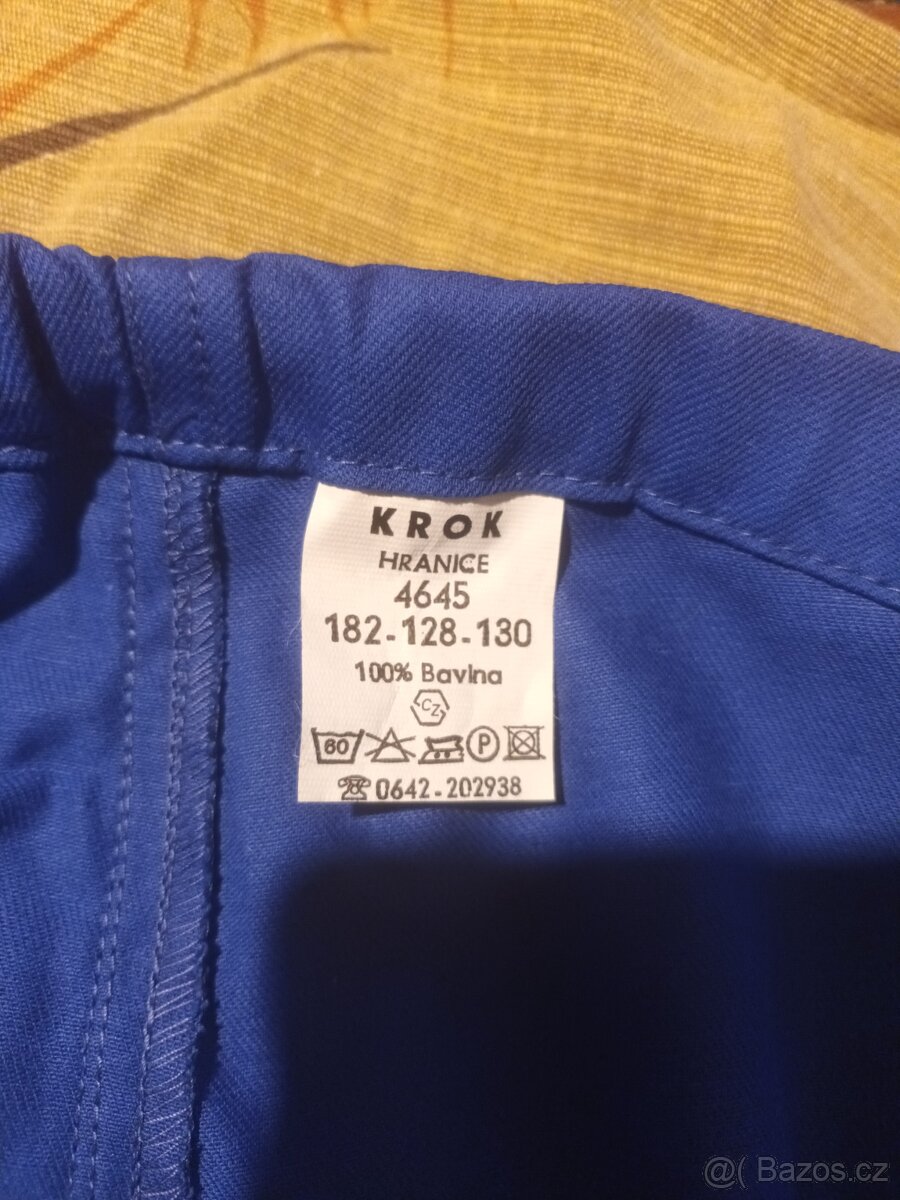 KROK
HRANICE
4645
182-128-130
100% Bavlna
CZ
60 P
0642-202938
@( Bazos.cz